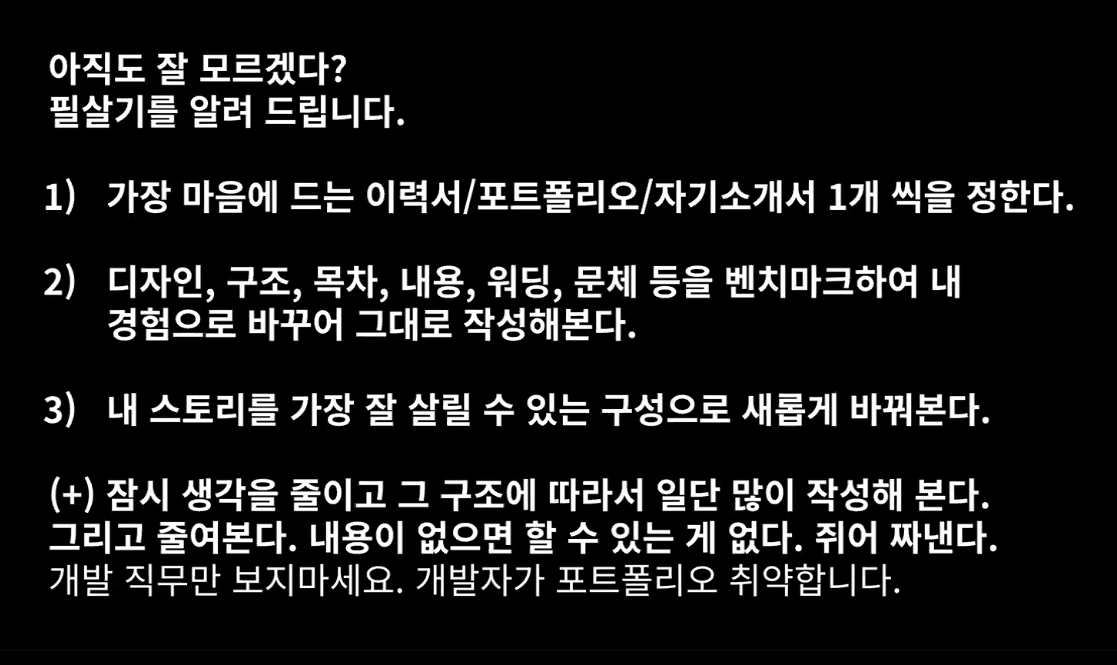 아직도 잘 모르겠다?
필살기를 알려 드립니다.
1) 가장 마음에 드는 이력서/포트폴리오/자기소개서 1개 씩을 정한다.
2) 디자인, 구조, 목차, 내용, 워딩, 문체 등을 벤치마크하여 내
경험으로 바꾸어 그대로 작성해본다.
3) 내 스토리를 가장 잘 살릴 수 있는 구성으로 새롭게 바꿔본다.
(+) 잠시 생각을 줄이고 그 구조에 따라서 일단 많이 작성해 본다.
그리고 줄여본다. 내용이 없으면 할 수 있는 게 없다. 쥐어 짜낸다.
개발 직무만 보지마세요. 개발자가 포트폴리오 취약합니다.